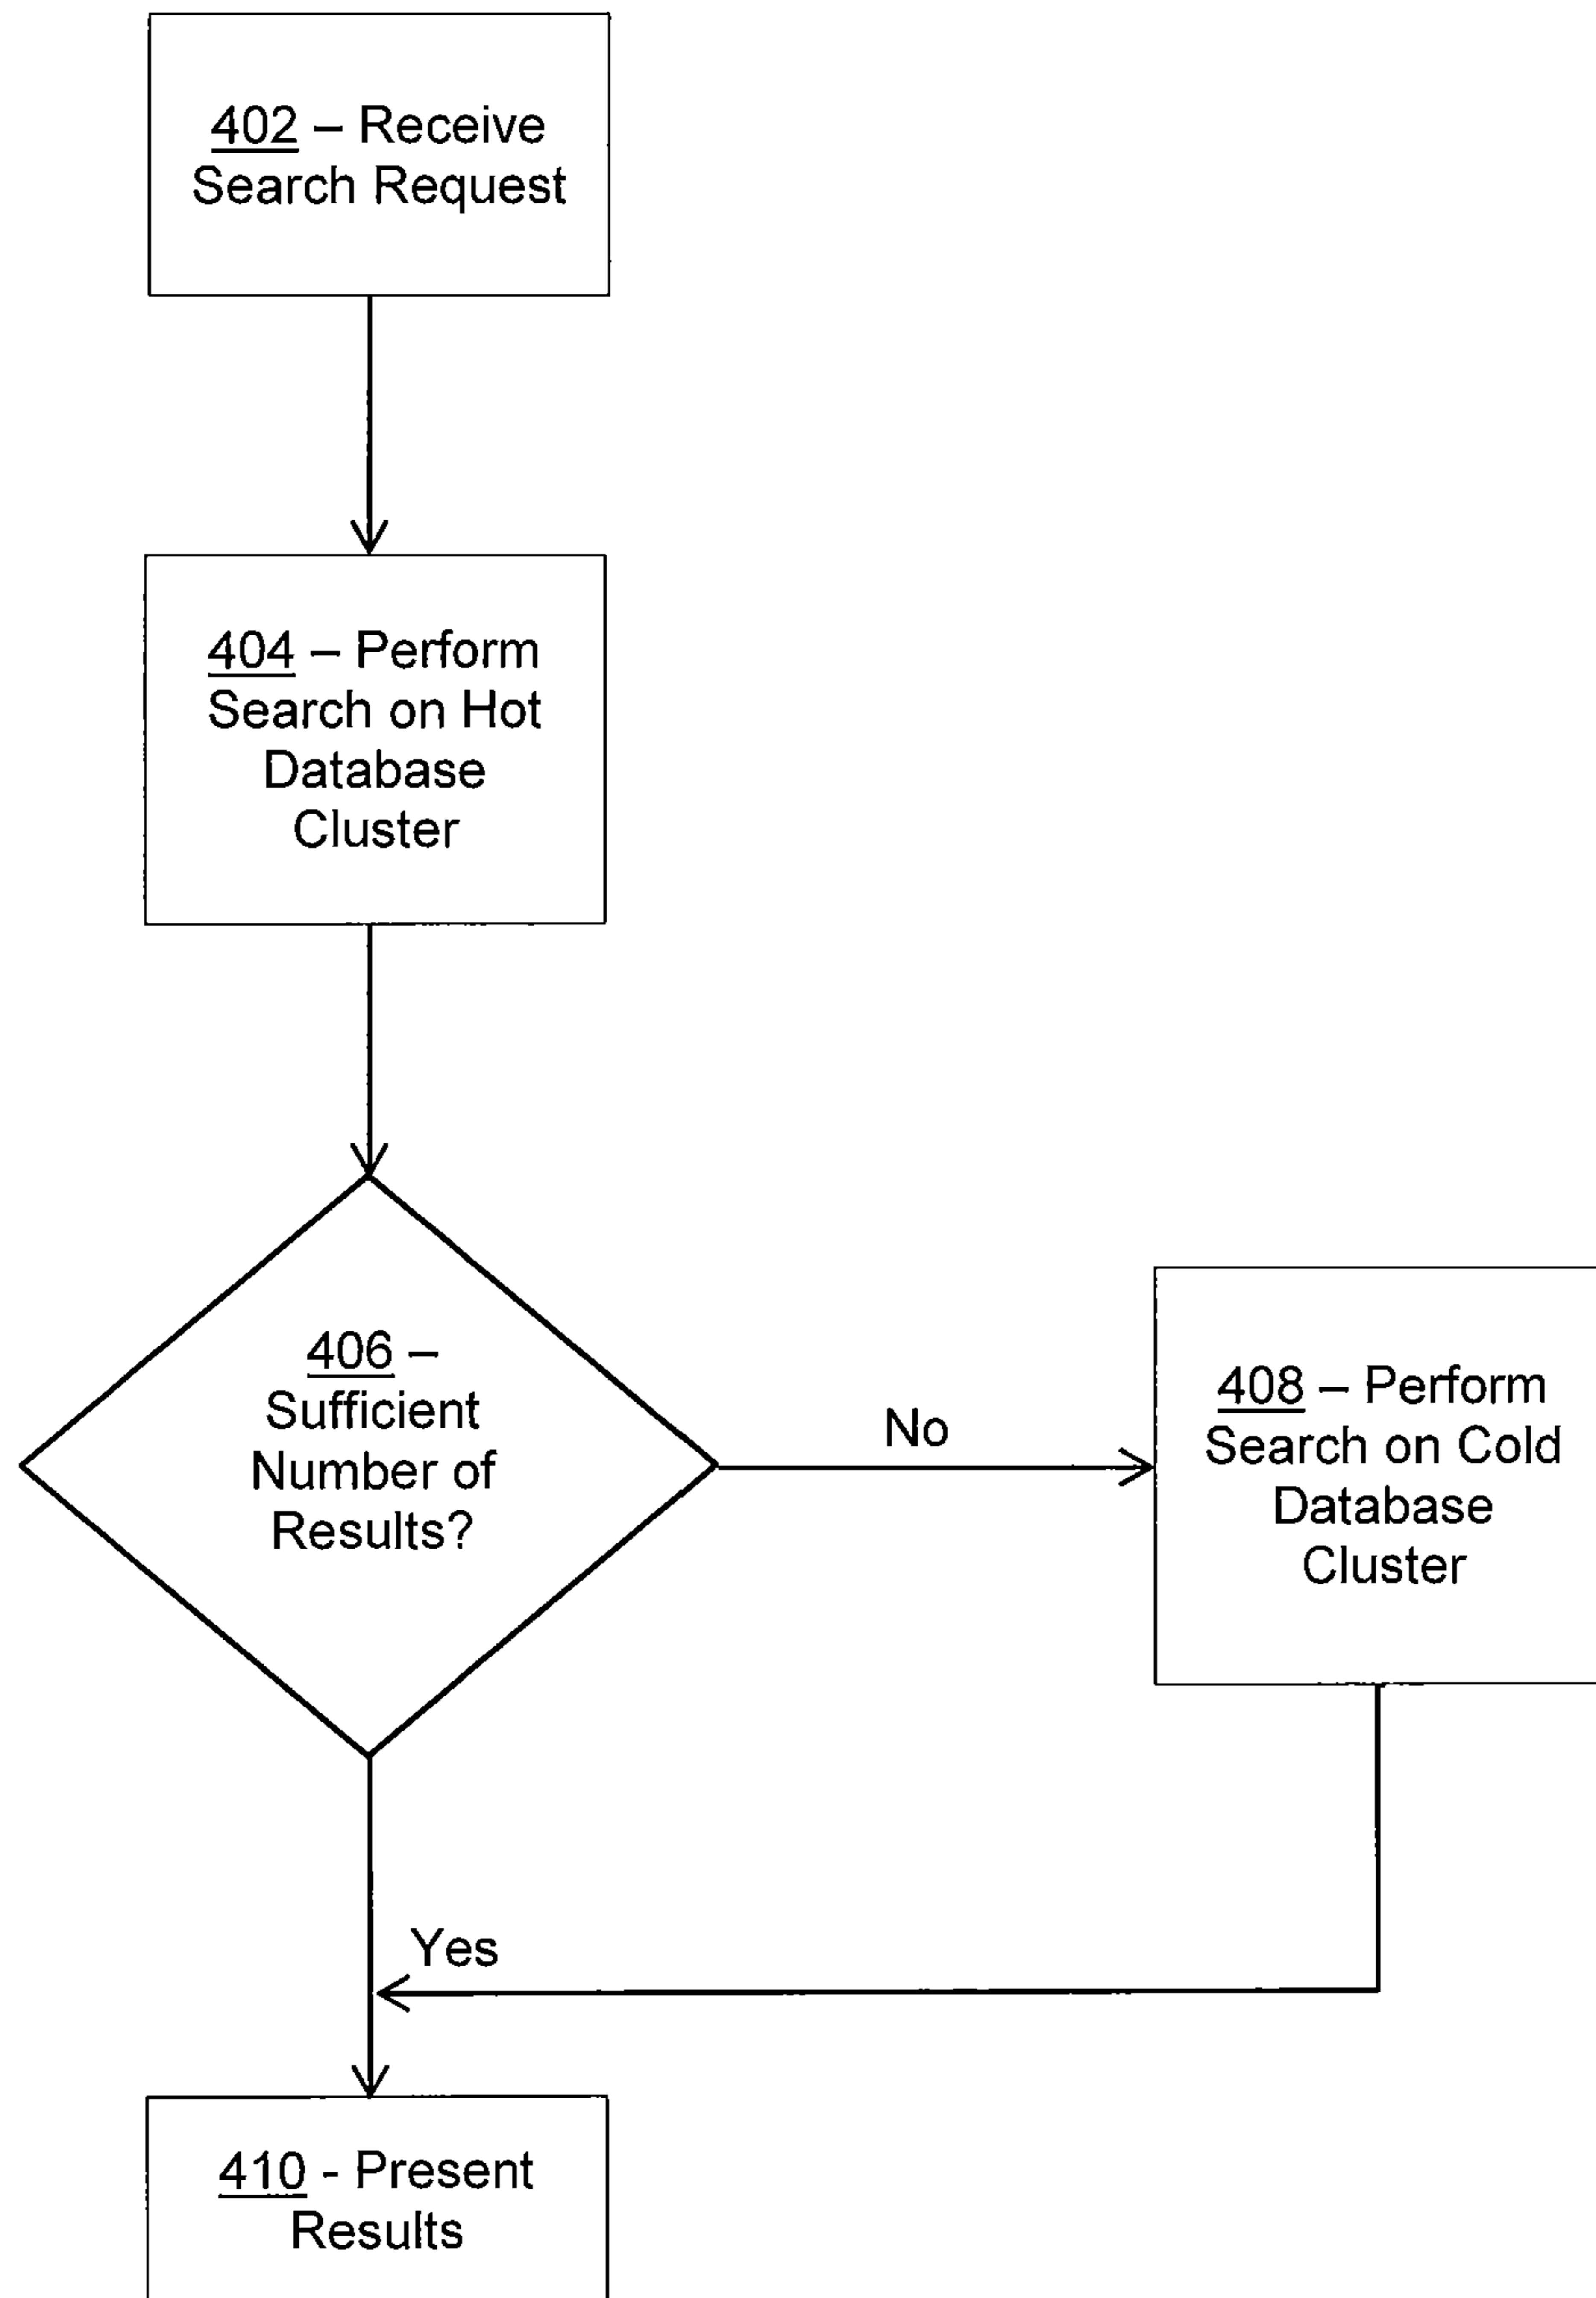 402 – Receive
Search Request
404 – Perform
Search on Hot
Database
Cluster
406 –
Sufficient
Number of
Results?
No
408 – Perform
Search on Cold
Database
Cluster
Yes
410 - Present
Results